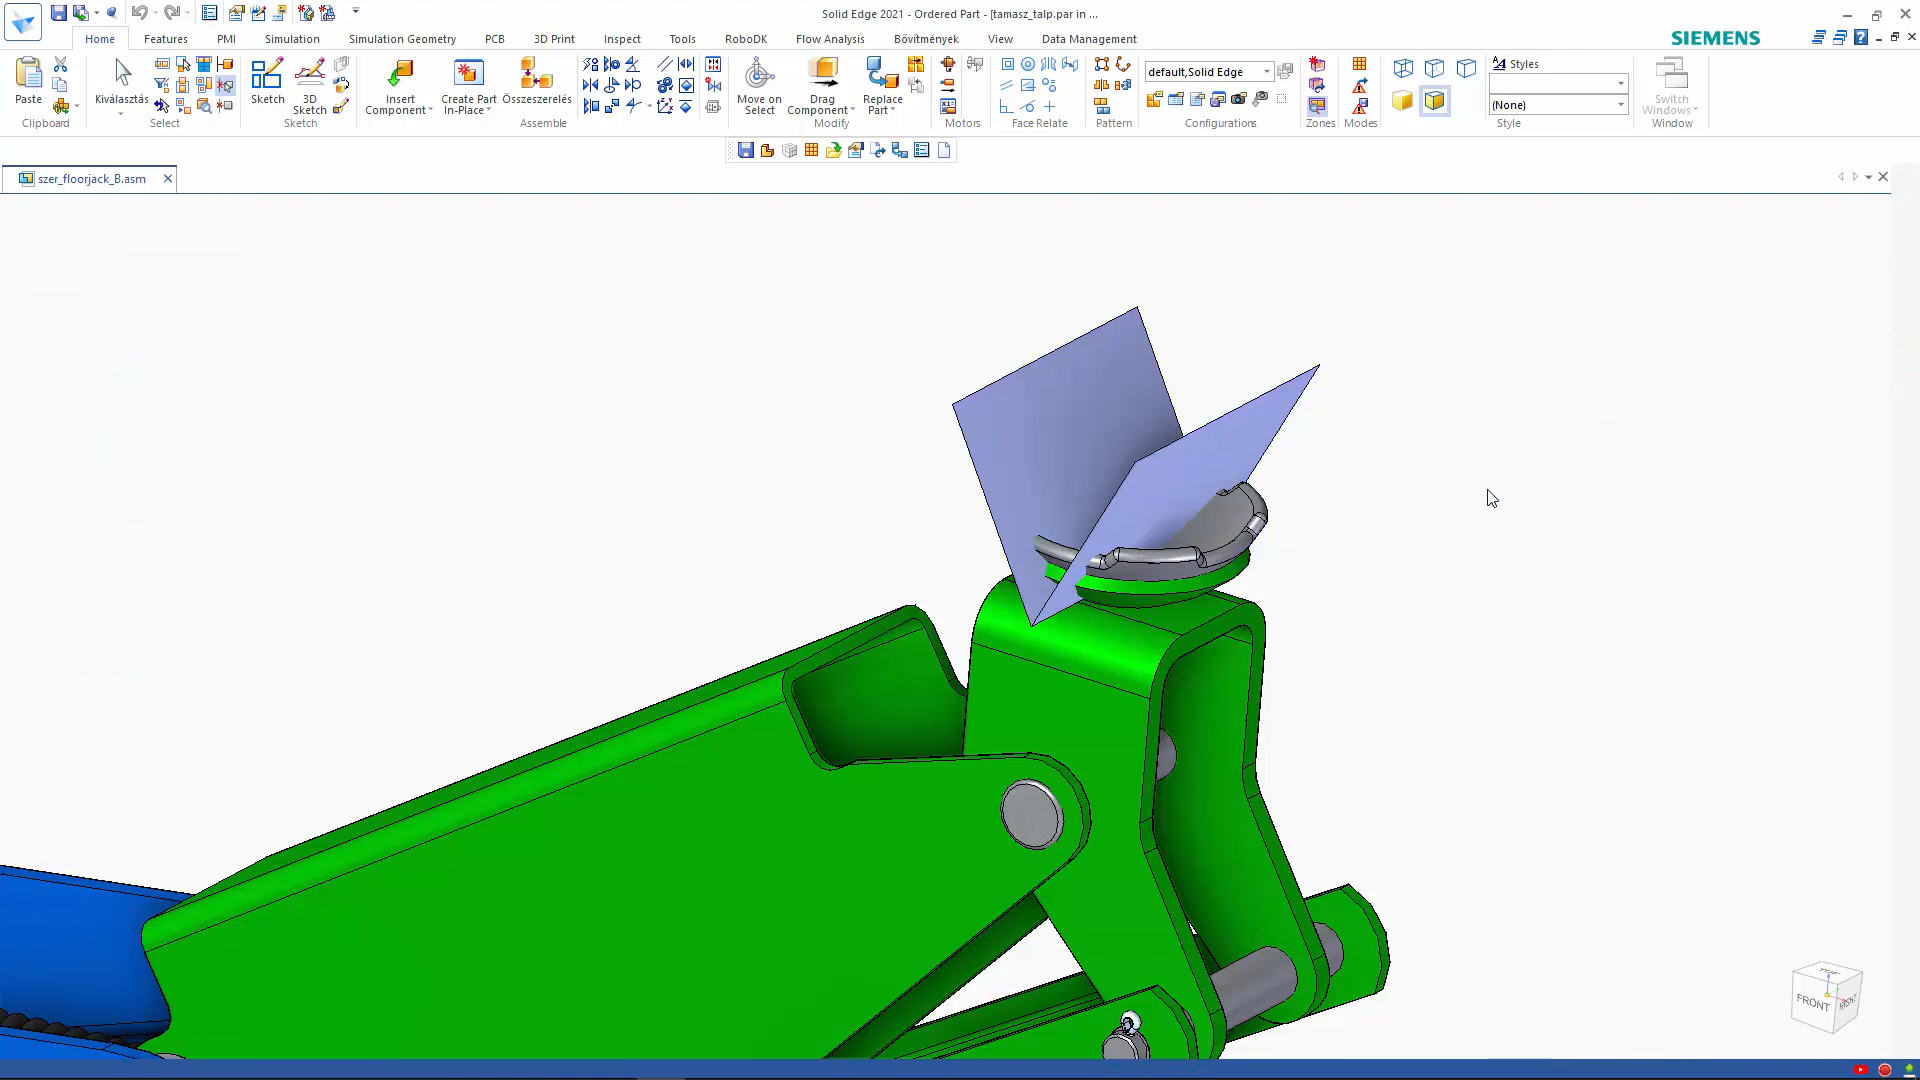 Solid Edge 2021 - Ordered Part - [tamasz_talp.par in ...
Home Features PMI Simulation Simulation Geometry PCB 3D Print Inspect Tools RoboDK Flow Analysis Bővítmények View Data Management
SIEMENS
Paste
Clipboard
Kiválasztás
Select
Sketch
3D
Sketch
Sketch
Insert
Component
Create Part
In-Place
Összeszerelés
Assemble
Move on
Select
Drag
Component
Replace
Part
Modify
Motors
Face Relate
Pattern
default,Solid Edge
Configurations
Zones
Modes
Styles
(None)
Style
Switch
Windows
Window
szer_floorjack_B.asm
TOP
FRONT
RIGHT